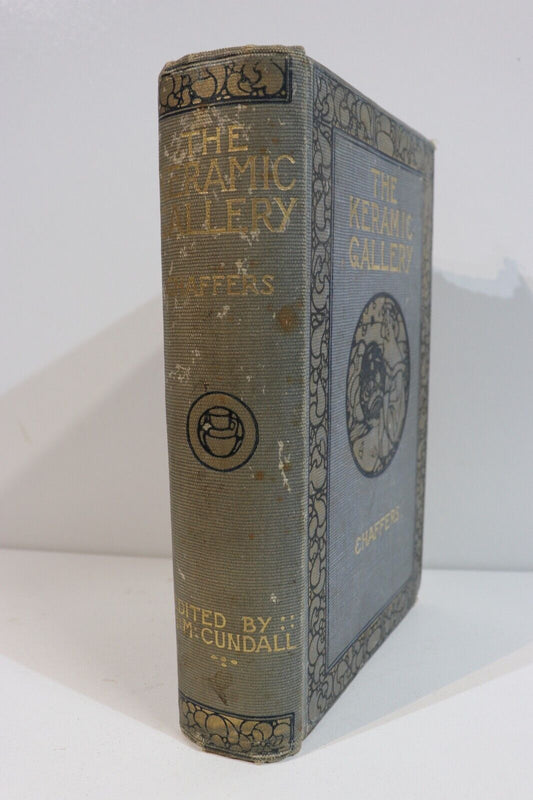 THE
KERAMIC
GALLERY
CHAFFERS
EDITED BY ::
M. CUNDALL
THE
KERAMIC
GALLERY
CHAFFERS